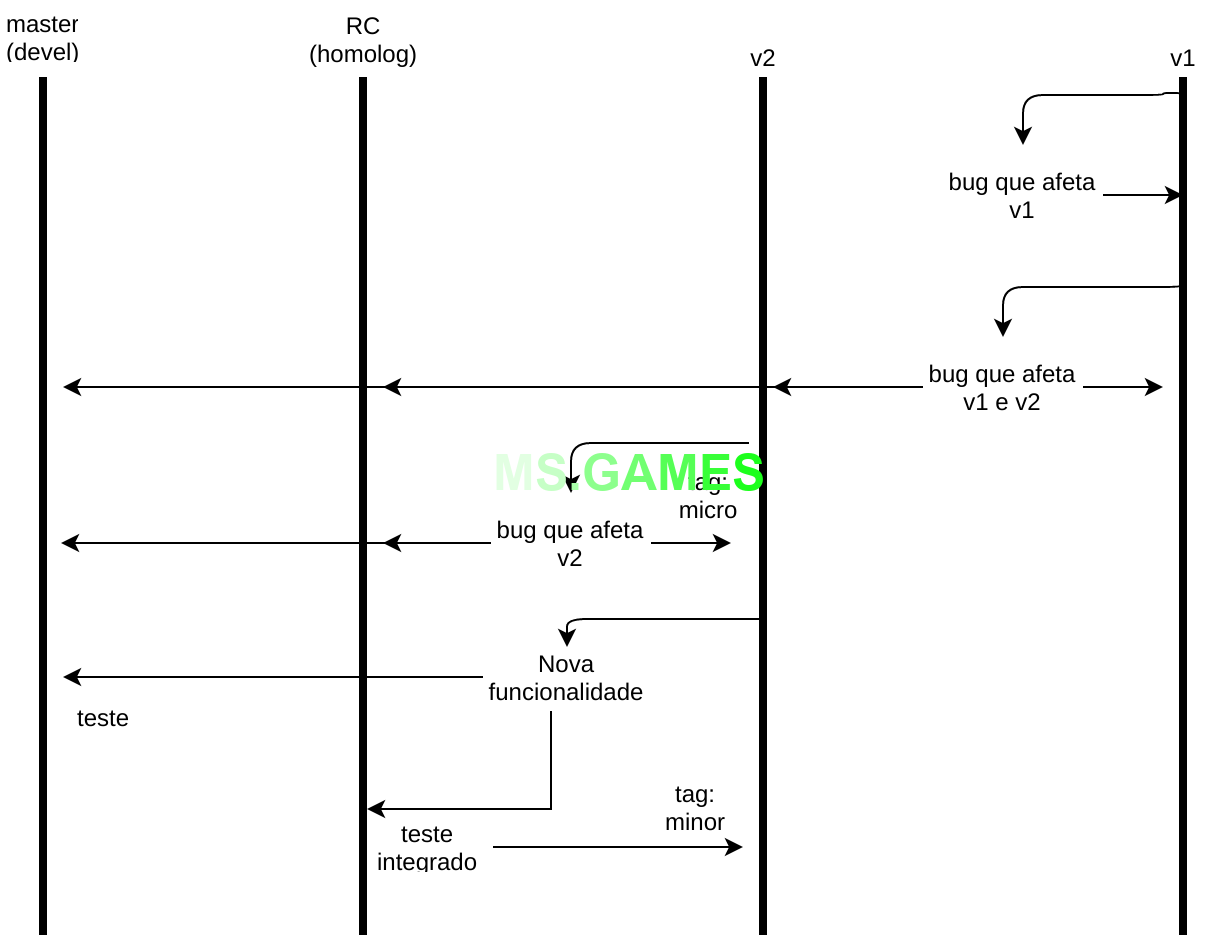 master
(devel)
RC
(homolog)
v2
v1
bug que afeta
v1
bug que afeta
v1 e v2
MS.GAMES
tag:
micro
bug que afeta
v2
Nova
funcionalidade
teste
tag:
minor
teste
integrado